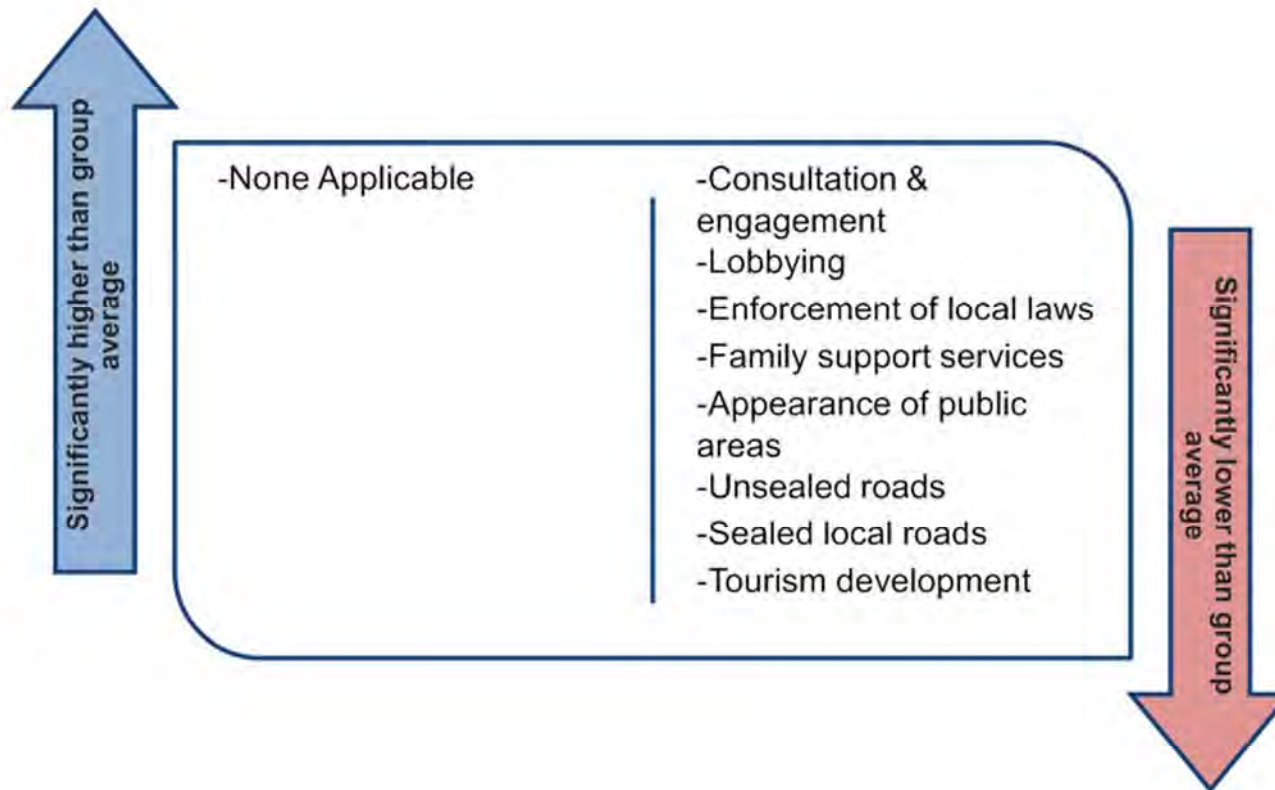 Significantly higher than group
average
-None Applicable
-Consultation &
engagement
-Lobbying
-Enforcement of local laws
-Family support services
-Appearance of public
areas
-Unsealed roads
-Sealed local roads
-Tourism development
Significantly lower than group
average